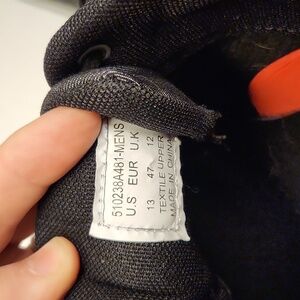 510238A481-MENS
U.S EUR U.K
13 47 12
TEXTILE UPPER
MADE IN CHINA